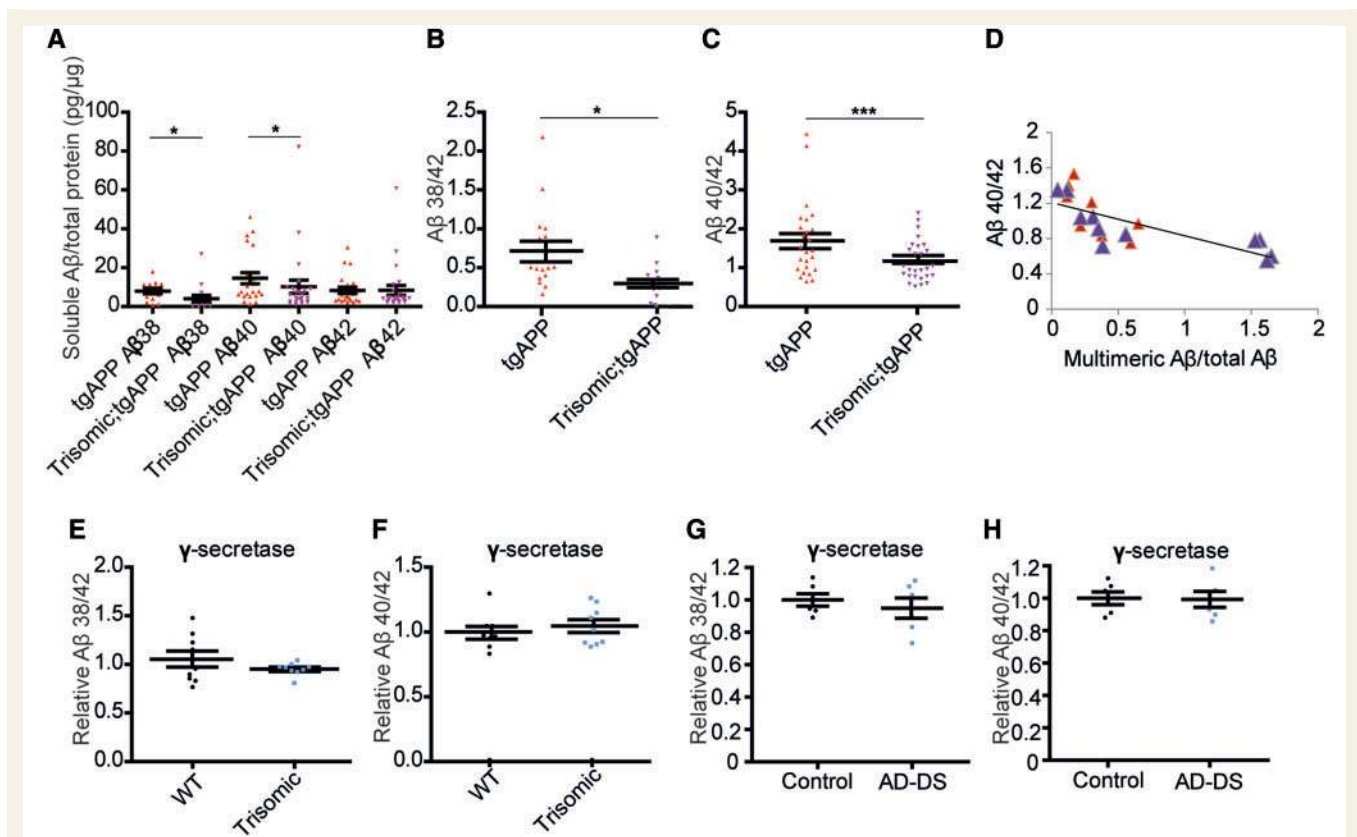 A
Soluble Aβ/total protein (pg/µg)
100
80
60
40
20
0
*
*
tgAPP Aβ38
Trisomic;tgAPP Aβ38
tgAPP Aβ40
Trisomic;tgAPP Aβ40
tgAPP Aβ42
Trisomic;tgAPP Aβ42
B
Aβ 38/42
2.5
2.0
1.5
1.0
0.5
0.0
*
tgAPP
Trisomic;tgAPP
C
Aβ 40/42
5
4
3
2
1
0
***
tgAPP
Trisomic;tgAPP
D
Aβ 40/42
2
1.6
1.2
0.8
0.4
0 0.5 1 1.5 2
Multimeric Aβ/total Aβ
E
γ-secretase
Relative Aβ 38/42
2.0
1.5
1.0
0.5
0.0
WT
Trisomic
F
γ-secretase
Relative Aβ 40/42
1.5
1.0
0.5
0.0
WT
Trisomic
G
γ-secretase
Relative Aβ 38/42
1.2
1.0
0.8
0.6
0.4
0.2
0
Control AD-DS
H
γ-secretase
Relative Aβ 40/42
1.2
1.0
0.8
0.6
0.4
0.2
0
Control AD-DS